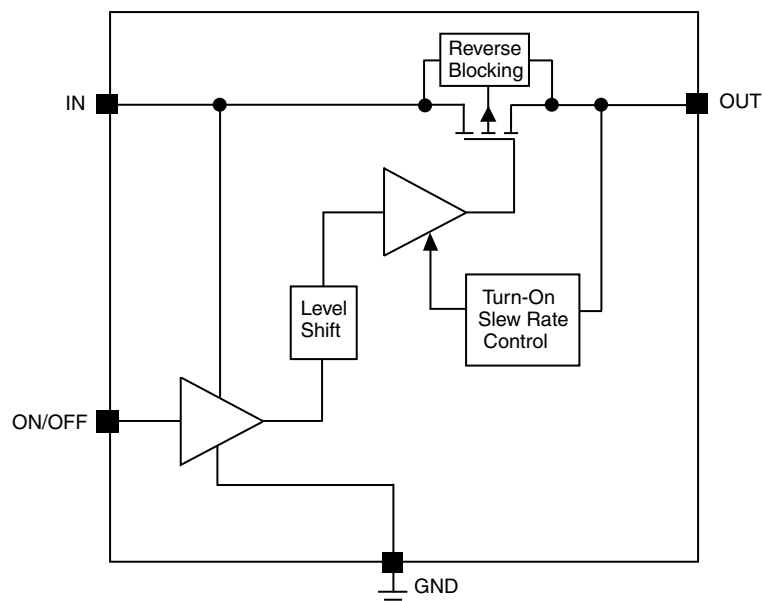 Reverse
Blocking
IN
OUT
Level
Shift
Turn-On
Slew Rate
Control
ON/OFF
GND